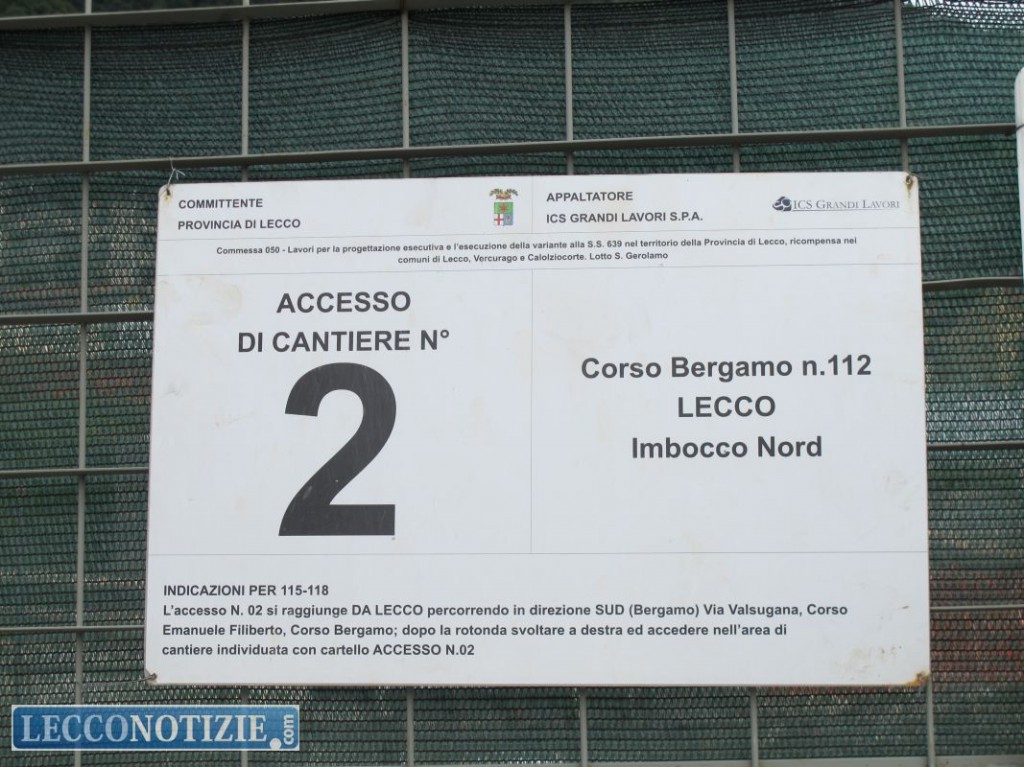 COMMITTENTE
PROVINCIA DI LECCO
APPALTATORE
ICS GRANDI LAVORI S.P.A.
ICS GRANDI LAVORI
Commessa 050 - Lavori per la progettazione esecutiva e l'esecuzione della variante alla S.S. 639 nel territorio della Provincia di Lecco, ricompensa nei
comuni di Lecco, Vercurago e Calolziocorte. Lotto S. Gerolamo
ACCESSO
DI CANTIERE N°
2
Corso Bergamo n.112
LECCO
Imbocco Nord
INDICAZIONI PER 115-118
L'accesso N. 02 si raggiunge DA LECCO percorrendo in direzione SUD (Bergamo) Via Valsugana, Corso
Emanuele Filiberto, Corso Bergamo; dopo la rotonda svoltare a destra ed accedere nell'area di
cantiere individuata con cartello ACCESSO N.02
LECCONOTIZIE.com